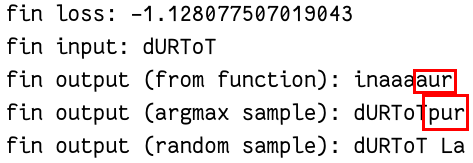 fin loss: -1.128077507019043
fin input: dURToT
fin output (from function): inaaaaur
fin output (argmax sample): dURToTpur
fin output (random sample): dURToT La